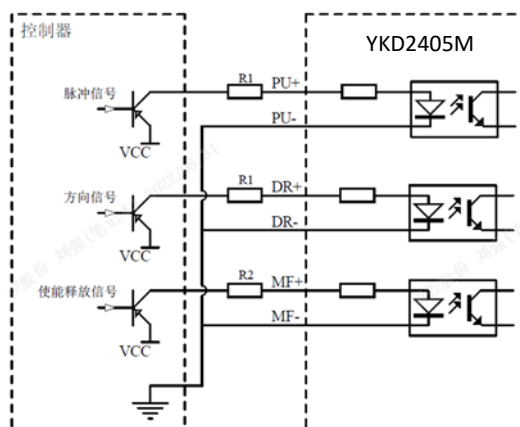 控制器
YKD2405M
脉冲信号
R1
PU+
PU-
VCC
方向信号
R1
DR+
DR-
VCC
使能释放信号
R2
MF+
MF-
VCC